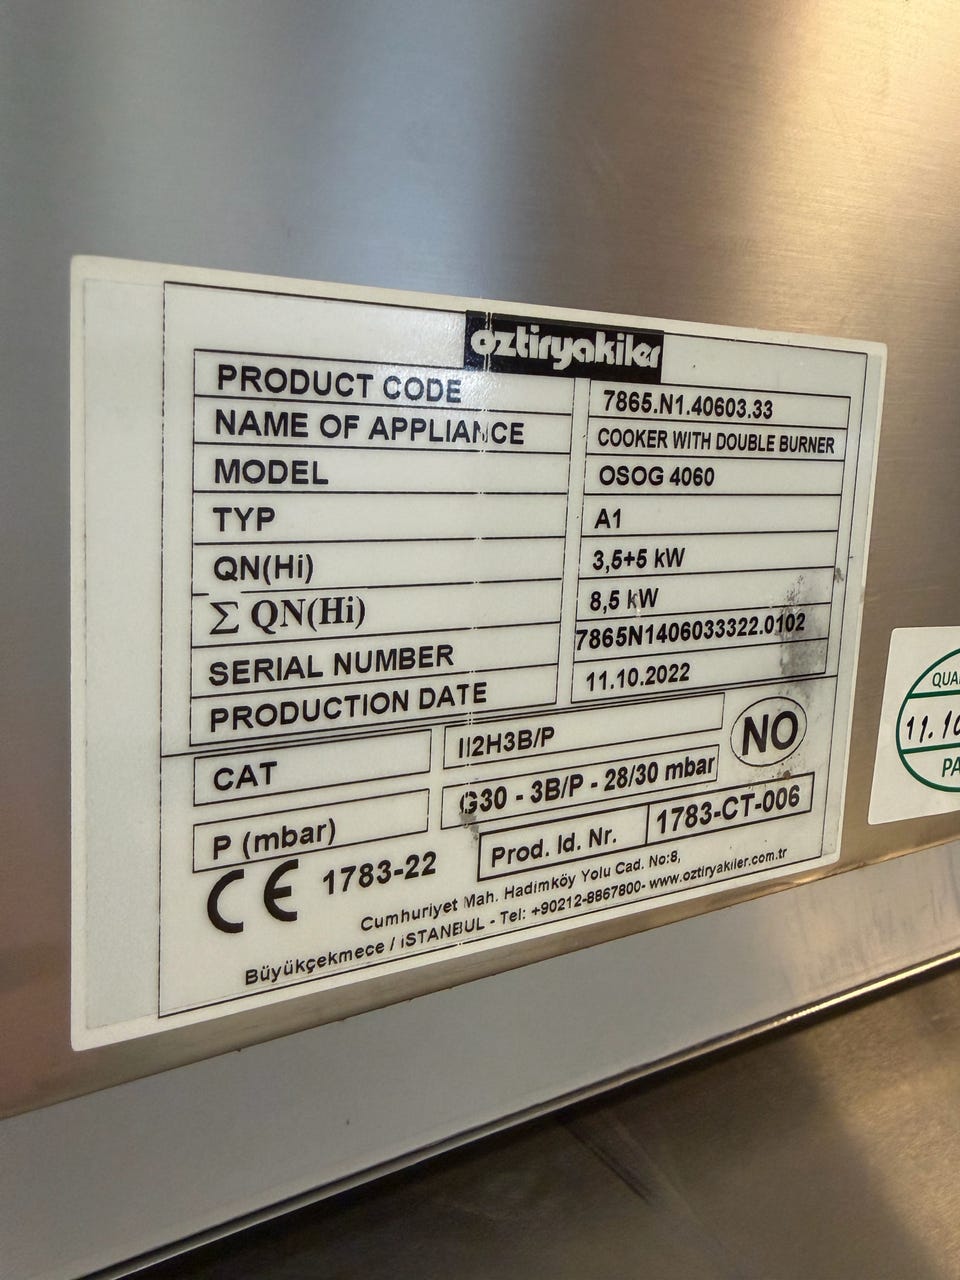 öztiryakiler
PRODUCT CODE 7865.N1.40603.33
NAME OF APPLIANCE COOKER WITH DOUBLE BURNER
MODEL OSOG 4060
TYP A1
QN(Hi) 3,5+5 kW
∑ QN(Hi) 8,5 kW
SERIAL NUMBER 7865N1406033322.0102
PRODUCTION DATE 11.10.2022
CAT II2H3B/P
NO
P (mbar) G30 - 3B/P - 28/30 mbar
CE 1783-22 Prod. Id. Nr. 1783-CT-006
Cumhuriyet Mah. Hadımköy Yolu Cad. No:8,
Büyükçekmece / İSTANBUL - Tel: +90212-8867800- www.oztiryakiler.com.tr